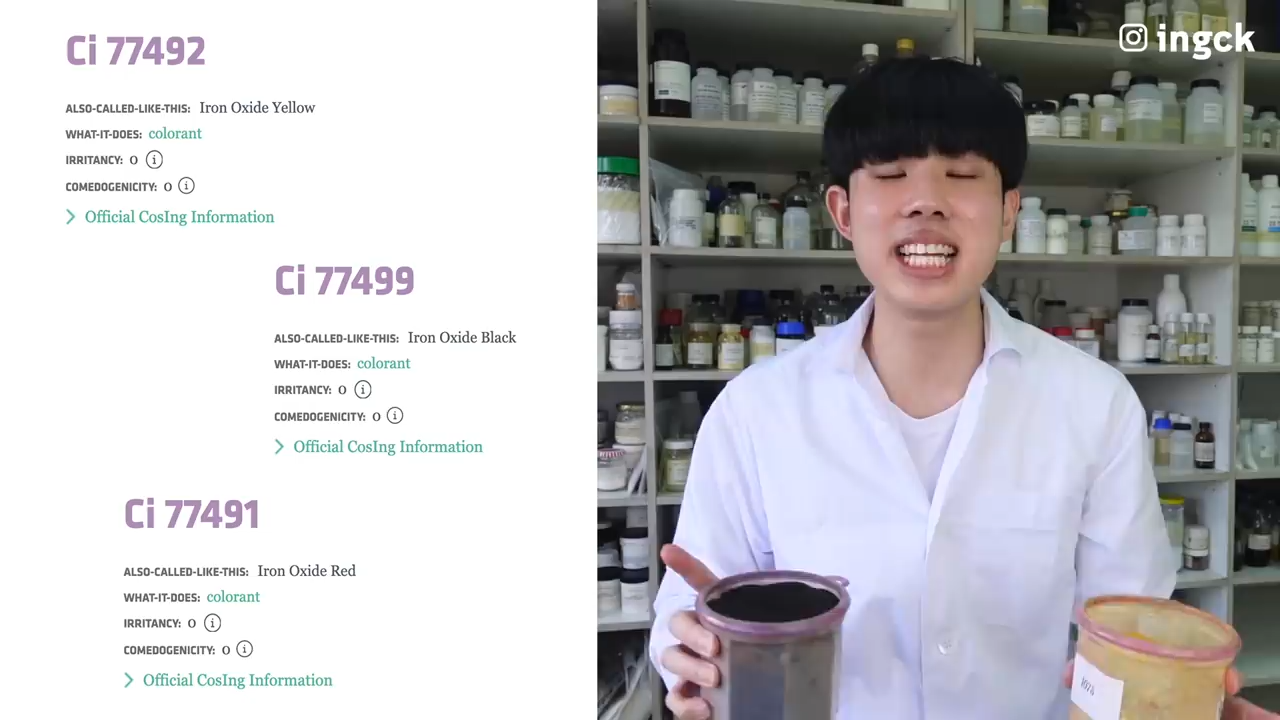 Ci 77492
ALSO-CALLED-LIKE-THIS: Iron Oxide Yellow
WHAT-IT-DOES: colorant
IRRITANCY: 0 i
COMEDOGENICITY: 0 i
Official CosIng Information
Ci 77499
ALSO-CALLED-LIKE-THIS: Iron Oxide Black
WHAT-IT-DOES: colorant
IRRITANCY: 0 i
COMEDOGENICITY: 0 i
Official CosIng Information
Ci 77491
ALSO-CALLED-LIKE-THIS: Iron Oxide Red
WHAT-IT-DOES: colorant
IRRITANCY: 0 i
COMEDOGENICITY: 0 i
Official CosIng Information
ingck